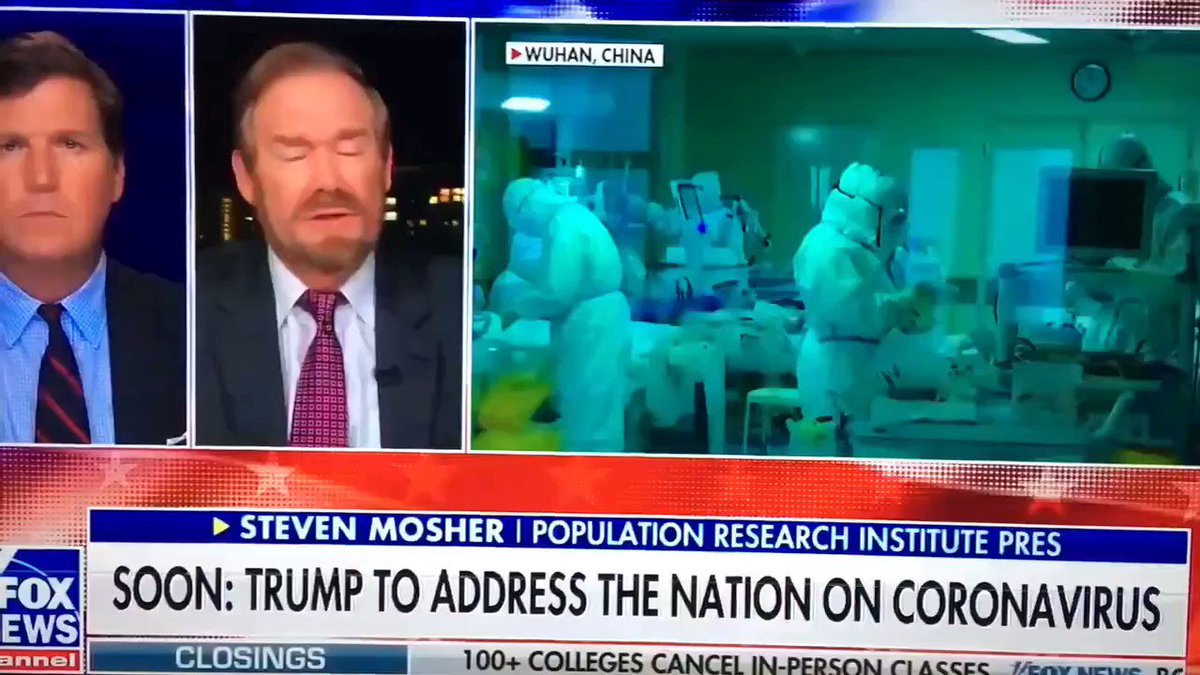 WUHAN, CHINA
STEVEN MOSHER | POPULATION RESEARCH INSTITUTE PRES
SOON: TRUMP TO ADDRESS THE NATION ON CORONAVIRUS
FOX
EWS
annel
CLOSINGS
100+ COLLEGES CANCEL IN-PERSON CLASSES
FOX NEWS